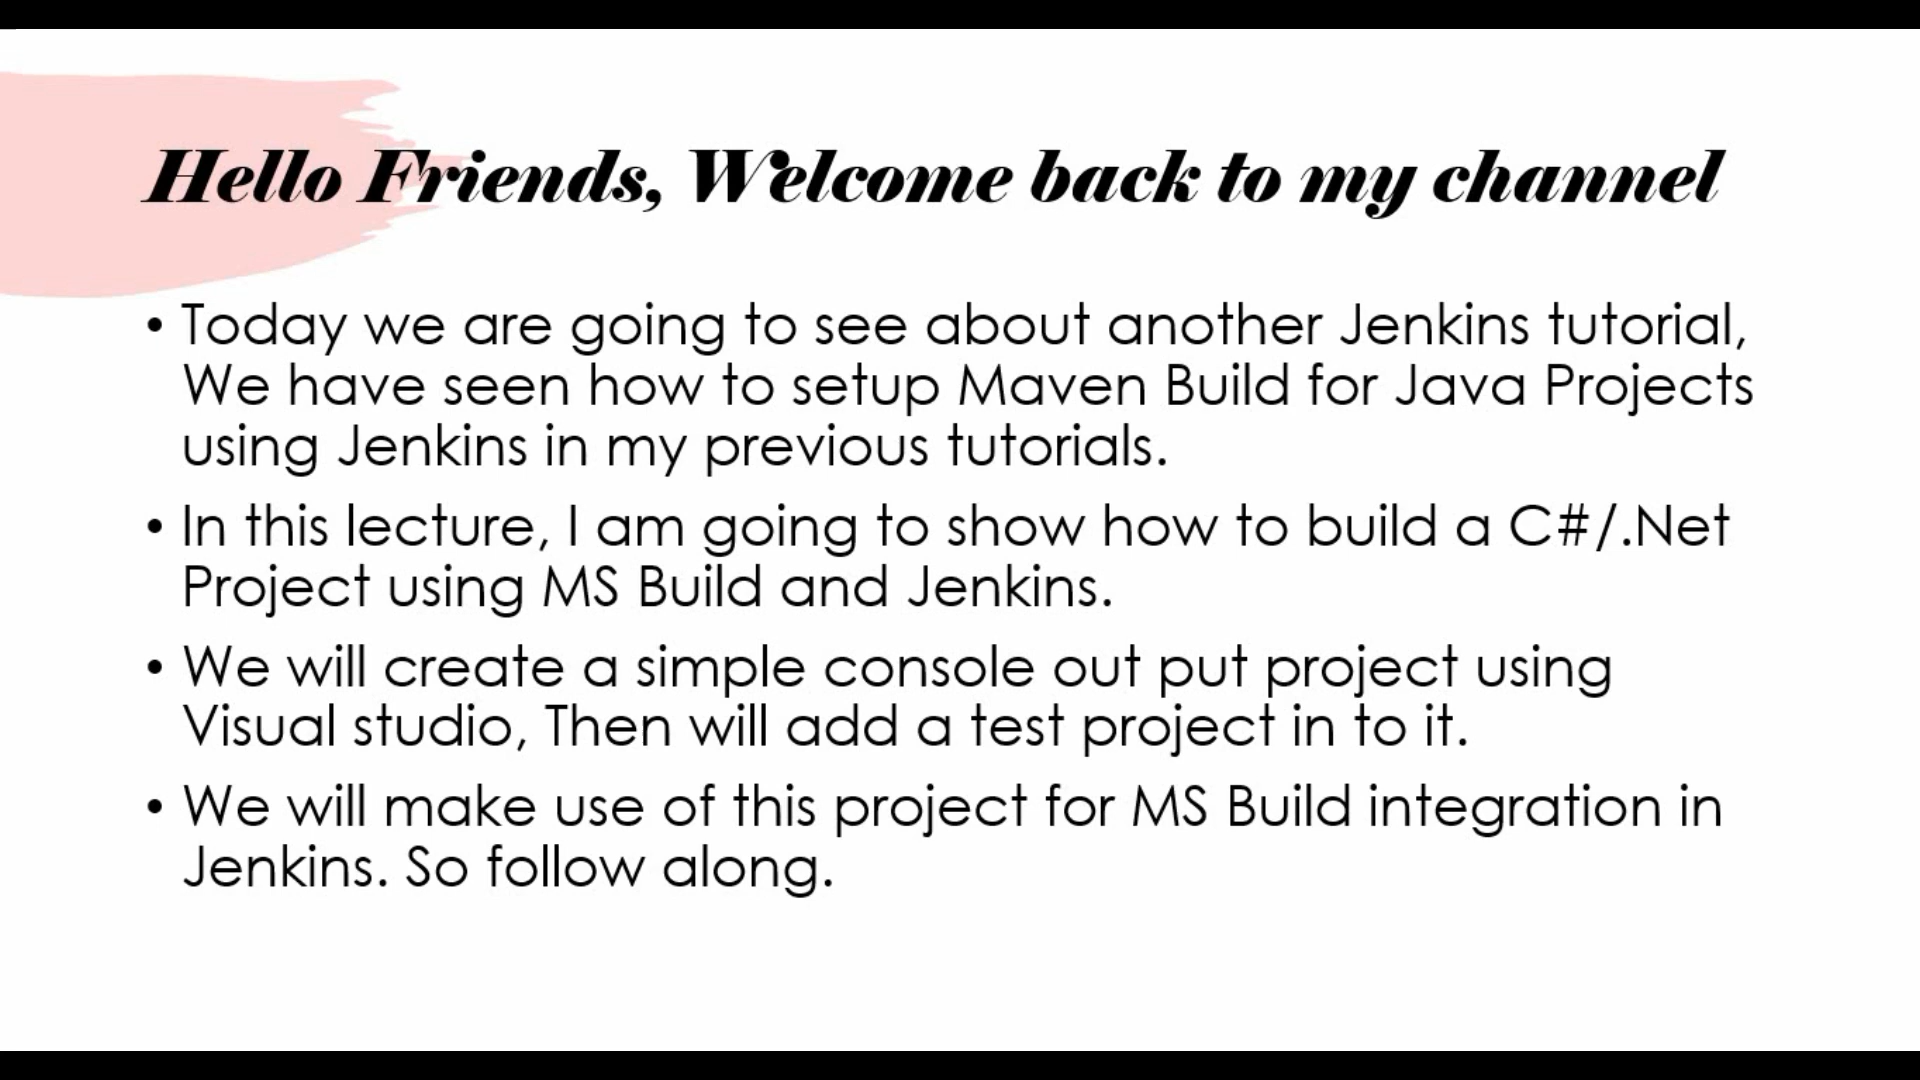 Hello Friends, Welcome back to my channel
• Today we are going to see about another Jenkins tutorial,
We have seen how to setup Maven Build for Java Projects
using Jenkins in my previous tutorials.
• In this lecture, I am going to show how to build a C#/.Net
Project using MS Build and Jenkins.
• We will create a simple console out put project using
Visual studio, Then will add a test project in to it.
• We will make use of this project for MS Build integration in
Jenkins. So follow along.